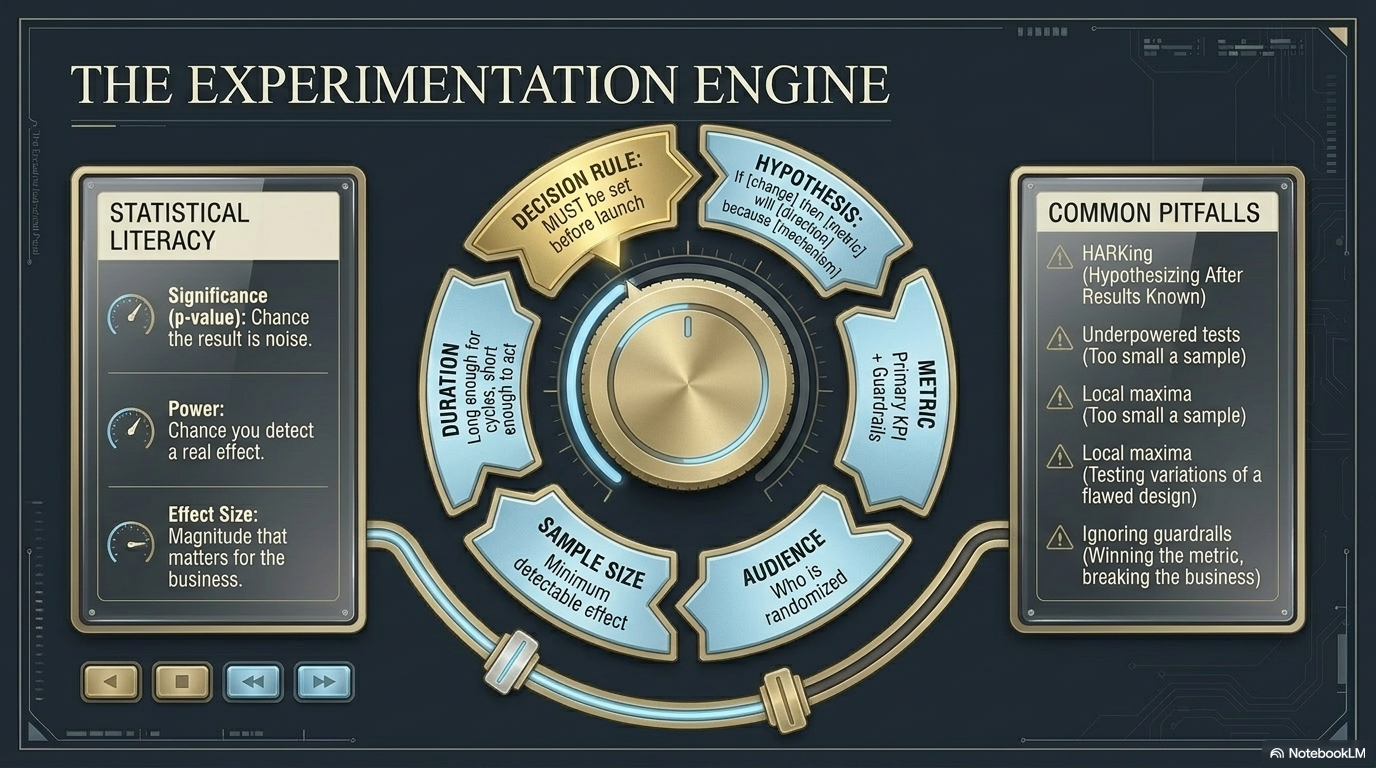 THE EXPERIMENTATION ENGINE
STATISTICAL
LITERACY
Significance
(p-value): Chance
the result is noise.
Power:
Chance you detect
a real effect.
Effect Size:
Magnitude that
matters for the
business.
DECISION RULE:
MUST be set
before launch
HYPOTHESIS:
If [change] then [metric]
will [direction]
because [mechenism]
METRIC
Primary KPI
+ Guardrails
AUDIENCE
Who is
randomized
SAMPLE SIZE
Minimum
detectable effect
DURATION
Long enough for
cycles, short
enough to act
COMMON PITFALLS
HARKing
(Hypothesizing After
Results Known)
Underpowered tests
(Too small a sample)
Local maxima
(Too small a sample)
Local maxima
(Testing variations of a
flawed design)
Ignoring guardralls
(Winning the metric,
breaking the business)
NotebookLM